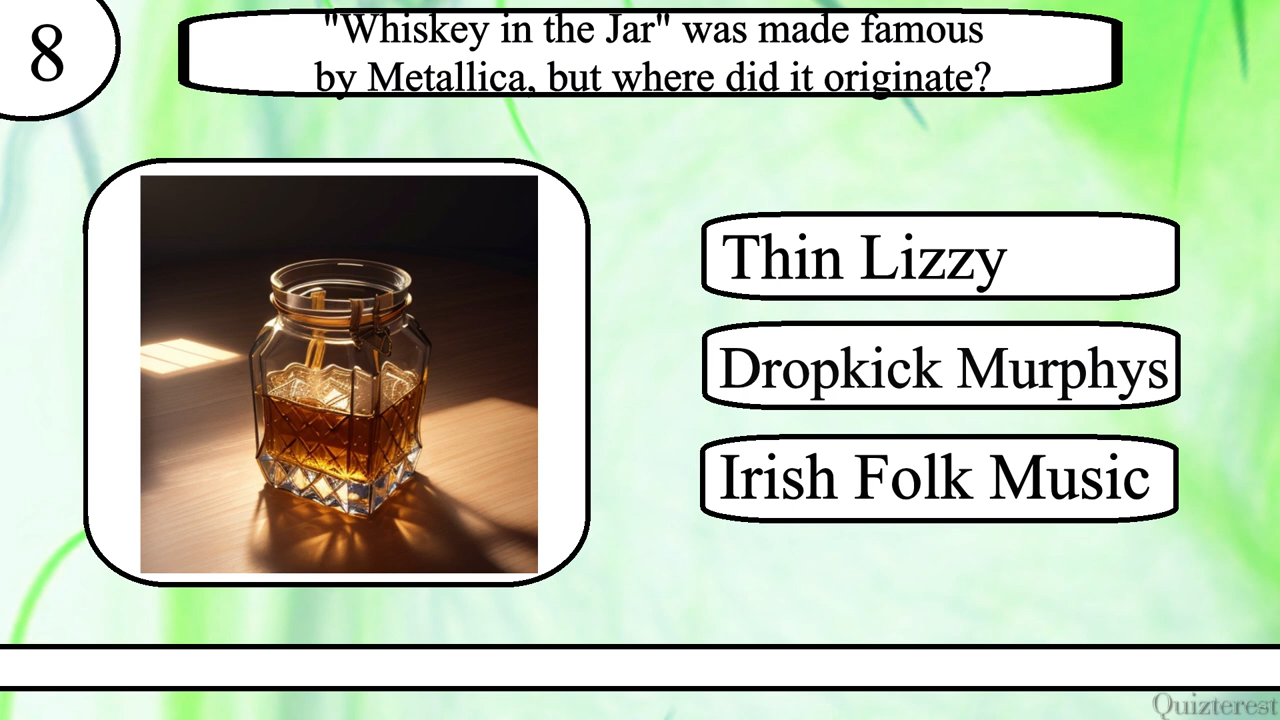 8
"Whiskey in the Jar" was made famous
by Metallica, but where did it originate?
Thin Lizzy
Dropkick Murphys
Irish Folk Music
Quizterest